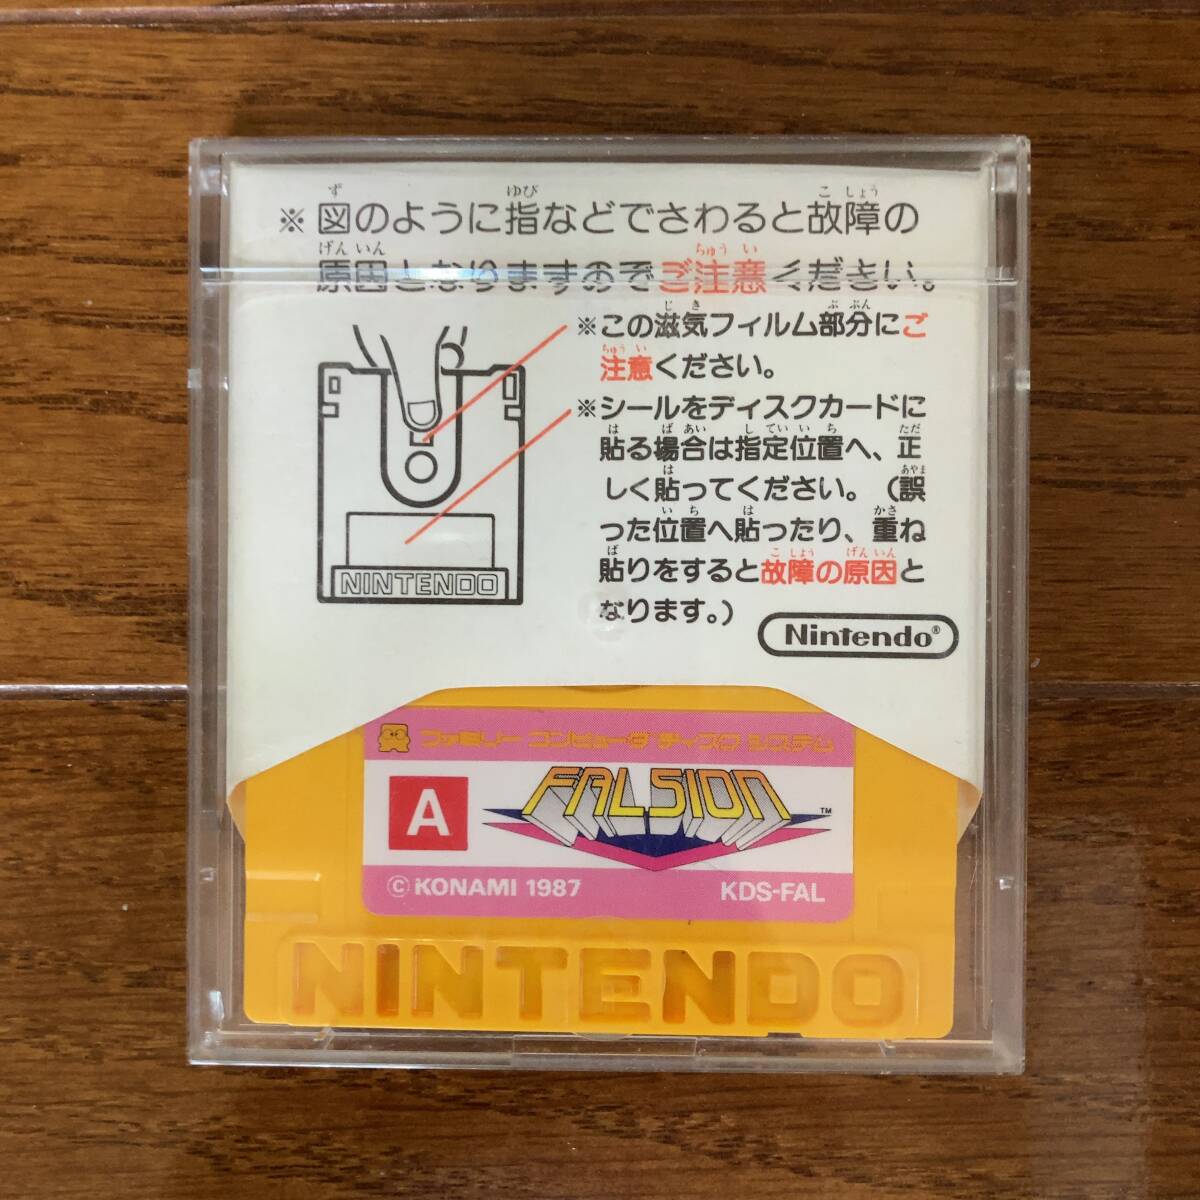 ※図のように指などでさわると故障の
原因となりますのでご注意ください。
※この滋気フィルム部分にご
注意ください。
※シールをディスクカードに
貼る場合は指定位置へ、正
しく貼ってください。(誤
った位置へ貼ったり、重ね
貼りをすると故障の原因と
なります。)
NINTENDO
Nintendo®
ファミリー コンピュータ ディスク システム
A
FALSION™
©KONAMI 1987
KDS-FAL
NINTENDO